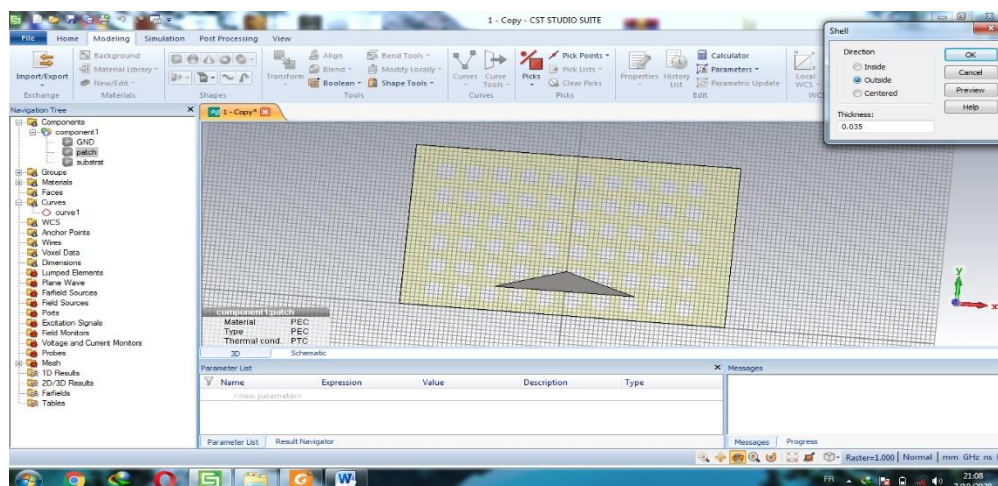 1 - Copy - CST STUDIO SUITE
File Home Modeling Simulation Post Processing View
Import/Export
Background
Material Library
New/Edit
Exchange
Materials
Shapes
Transform
Align
Blend
Boolean
Bend Tools
Modify Locally
Shape Tools
Tools
Curves
Curve Tools
Curves
Picks
Pick Points
Pick Lists
Clear Picks
Picks
Properties
History List
Calculator
Parameters
Parametric Update
Edit
Local WCS
WCS
Shell
Direction
Inside
Outside
Centered
Thickness:
0.035
OK
Cancel
Preview
Help
Navigation Tree
1 - Copy*
Components
component1
GND
patch
substrat
Groups
Materials
Faces
Curves
curve1
WCS
Anchor Points
Wires
Voxel Data
Dimensions
Lumped Elements
Plane Wave
Farfield Sources
Field Sources
Ports
Excitation Signals
Field Monitors
Voltage and Current Monitors
Probes
Mesh
1D Results
2D/3D Results
Farfields
Tables
component1:patch
Material PEC
Type PEC
Thermal cond. PTC
y
x
3D Schematic
Parameter List
Name Expression Value Description Type
<new parameter>
Parameter List Result Navigator
Messages
Messages Progress
Raster=1.000 Normal mm GHz ns
FR
21:08